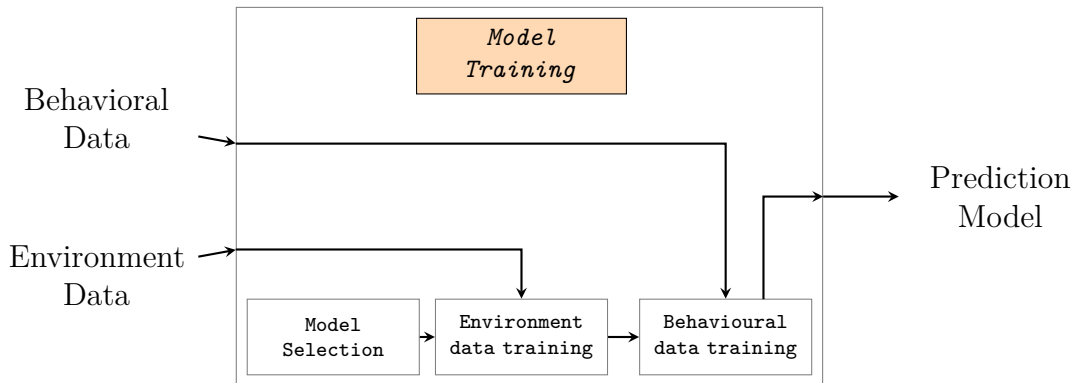 Model
Training
Behavioral
Data
Prediction
Model
Environment
Data
Model
Selection
Environment
data training
Behavioural
data training